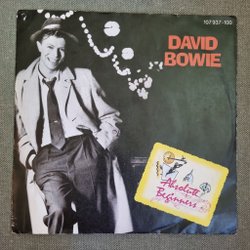 107 937-100
DAVID
BOWIE
Absolute
Beginners